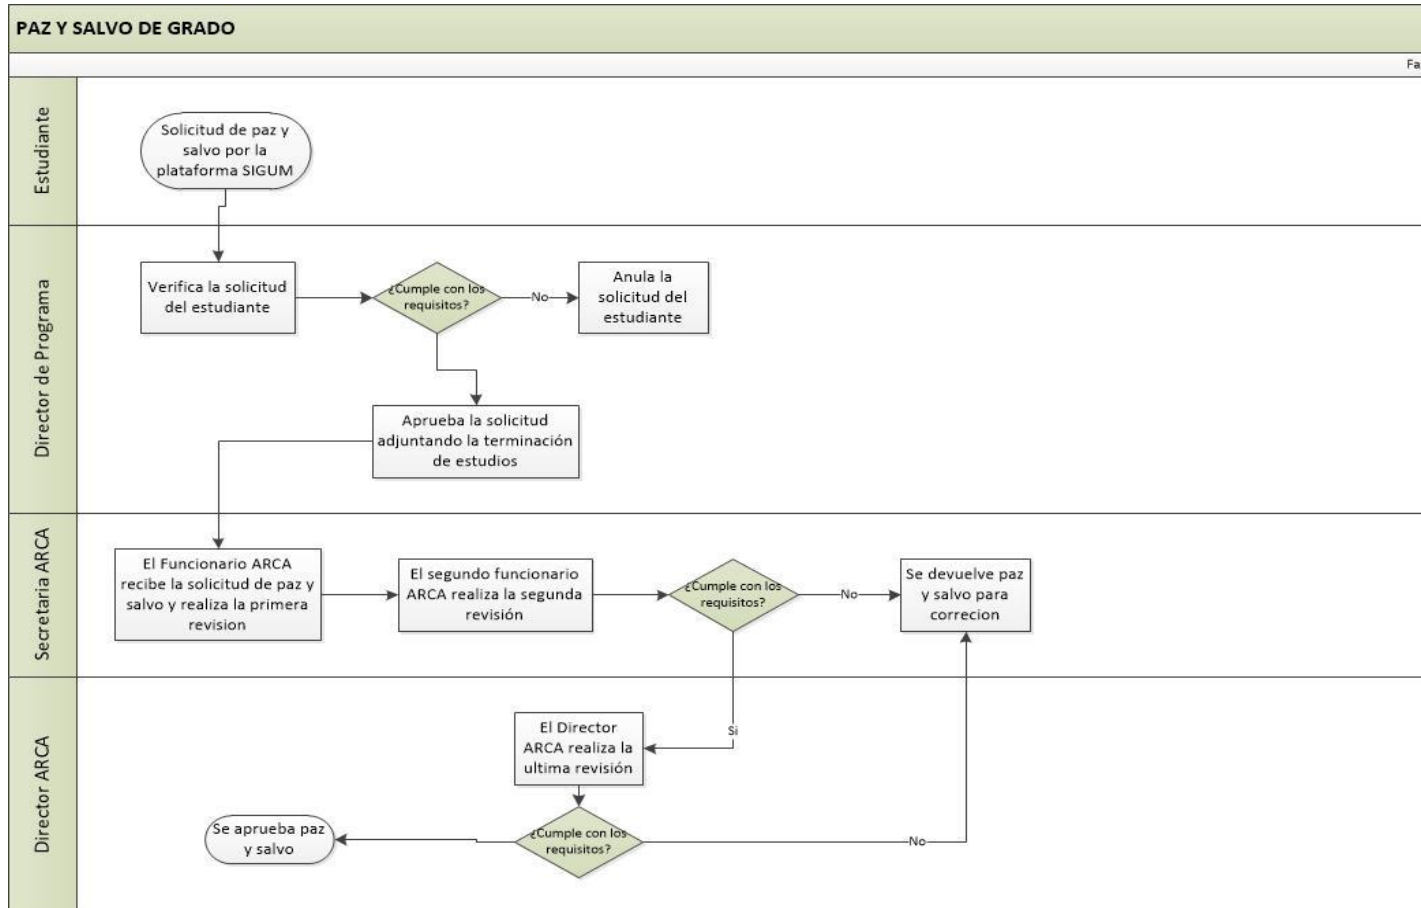 PAZ Y SALVO DE GRADO
Fa
Estudiante
Solicitud de paz y
salvo por la
plataforma SIGUM
Director de Programa
Verifica la solicitud
del estudiante
¿Cumple con los
requisitos?
No
Anula la
solicitud del
estudiante
Aprueba la solicitud
adjuntando la terminación
de estudios
Secretaria ARCA
El Funcionario ARCA
recibe la solicitud de paz y
salvo y realiza la primera
revision
El segundo funcionario
ARCA realiza la segunda
revisión
¿Cumple con los
requisitos?
No
Se devuelve paz
y salvo para
correcion
Si
Director ARCA
El Director
ARCA realiza la
ultima revisión
¿Cumple con los
requisitos?
No
Se aprueba paz
y salvo